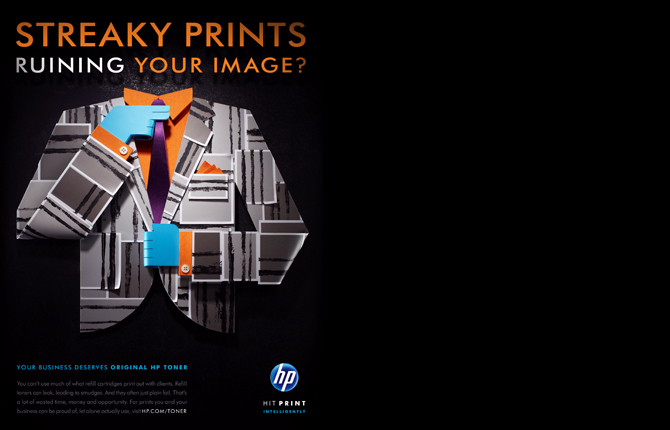 STREAKY PRINTS
RUINING YOUR IMAGE?
YOUR BUSINESS DESERVES ORIGINAL HP TONER
You can't use much of what refill cartridges print out with clients. Refill
toners can leak, leading to smudges. And they often just plain fail. That's
a lot of wasted time, money and opportunity. For prints you and your
business can be proud of, let alone actually use, visit HP.COM/TONER
hp
HIT PRINT
INTELLIGENTLY